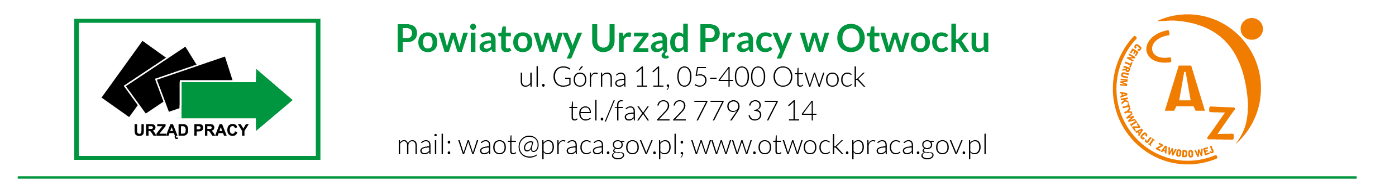 URZĄD PRACY
Powiatowy Urząd Pracy w Otwocku
ul. Górna 11, 05-400 Otwock
tel./fax 22 779 37 14
mail: waot@praca.gov.pl; www.otwock.praca.gov.pl
CAZ
CENTRUM AKTYWIZACJI ZAWODOWEJ